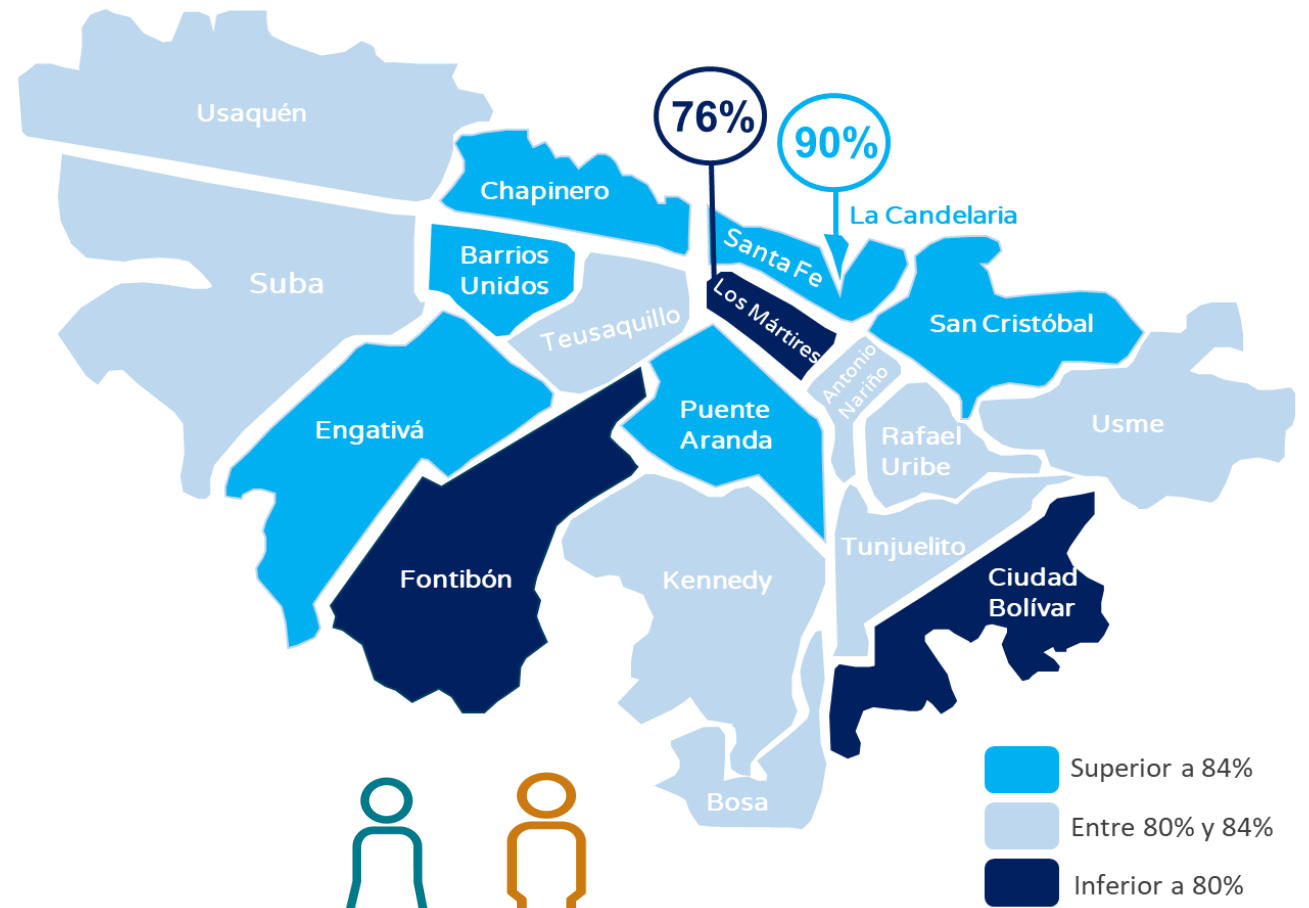 Usaquén
76%
90%
Chapinero
La Candelaria
Santa Fe
Barrios
Unidos
Suba
Los Mártires
San Cristóbal
Teusaquillo
Antonio
Nariño
Puente
Aranda
Engativá
Rafael
Uribe
Usme
Tunjuelito
Fontibón
Kennedy
Ciudad
Bolívar
Bosa
Superior a 84%
Entre 80% y 84%
Inferior a 80%